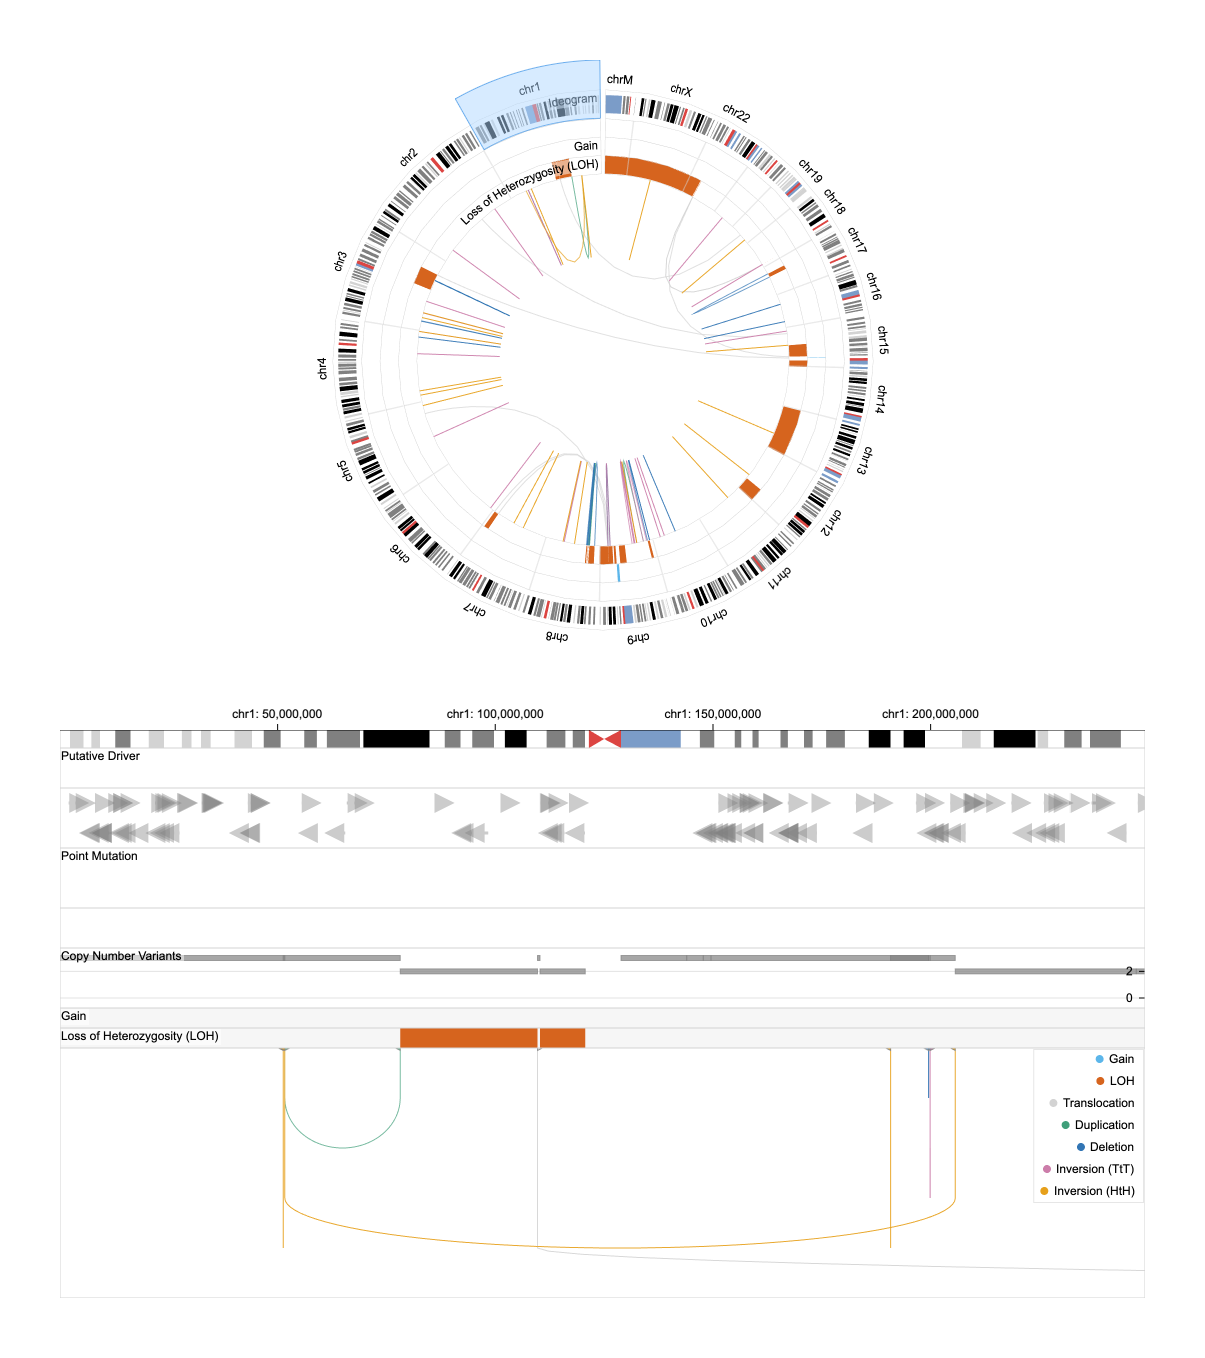 chrM
chr1
chrX
Ideogram
chr22
Gain
chr2
Loss of Heterozygosity (LOH)
chr19
chr18
chr17
chr3
chr16
chr15
chr4
chr14
chr13
chr5
chr12
chr6
chr11
chr7
chr10
chr8
chr9
chr1: 50,000,000 chr1: 100,000,000 chr1: 150,000,000 chr1: 200,000,000
Putative Driver
Point Mutation
Copy Number Variants
2
0
Gain
Loss of Heterozygosity (LOH)
Gain
LOH
Translocation
Duplication
Deletion
Inversion (TtT)
Inversion (HtH)